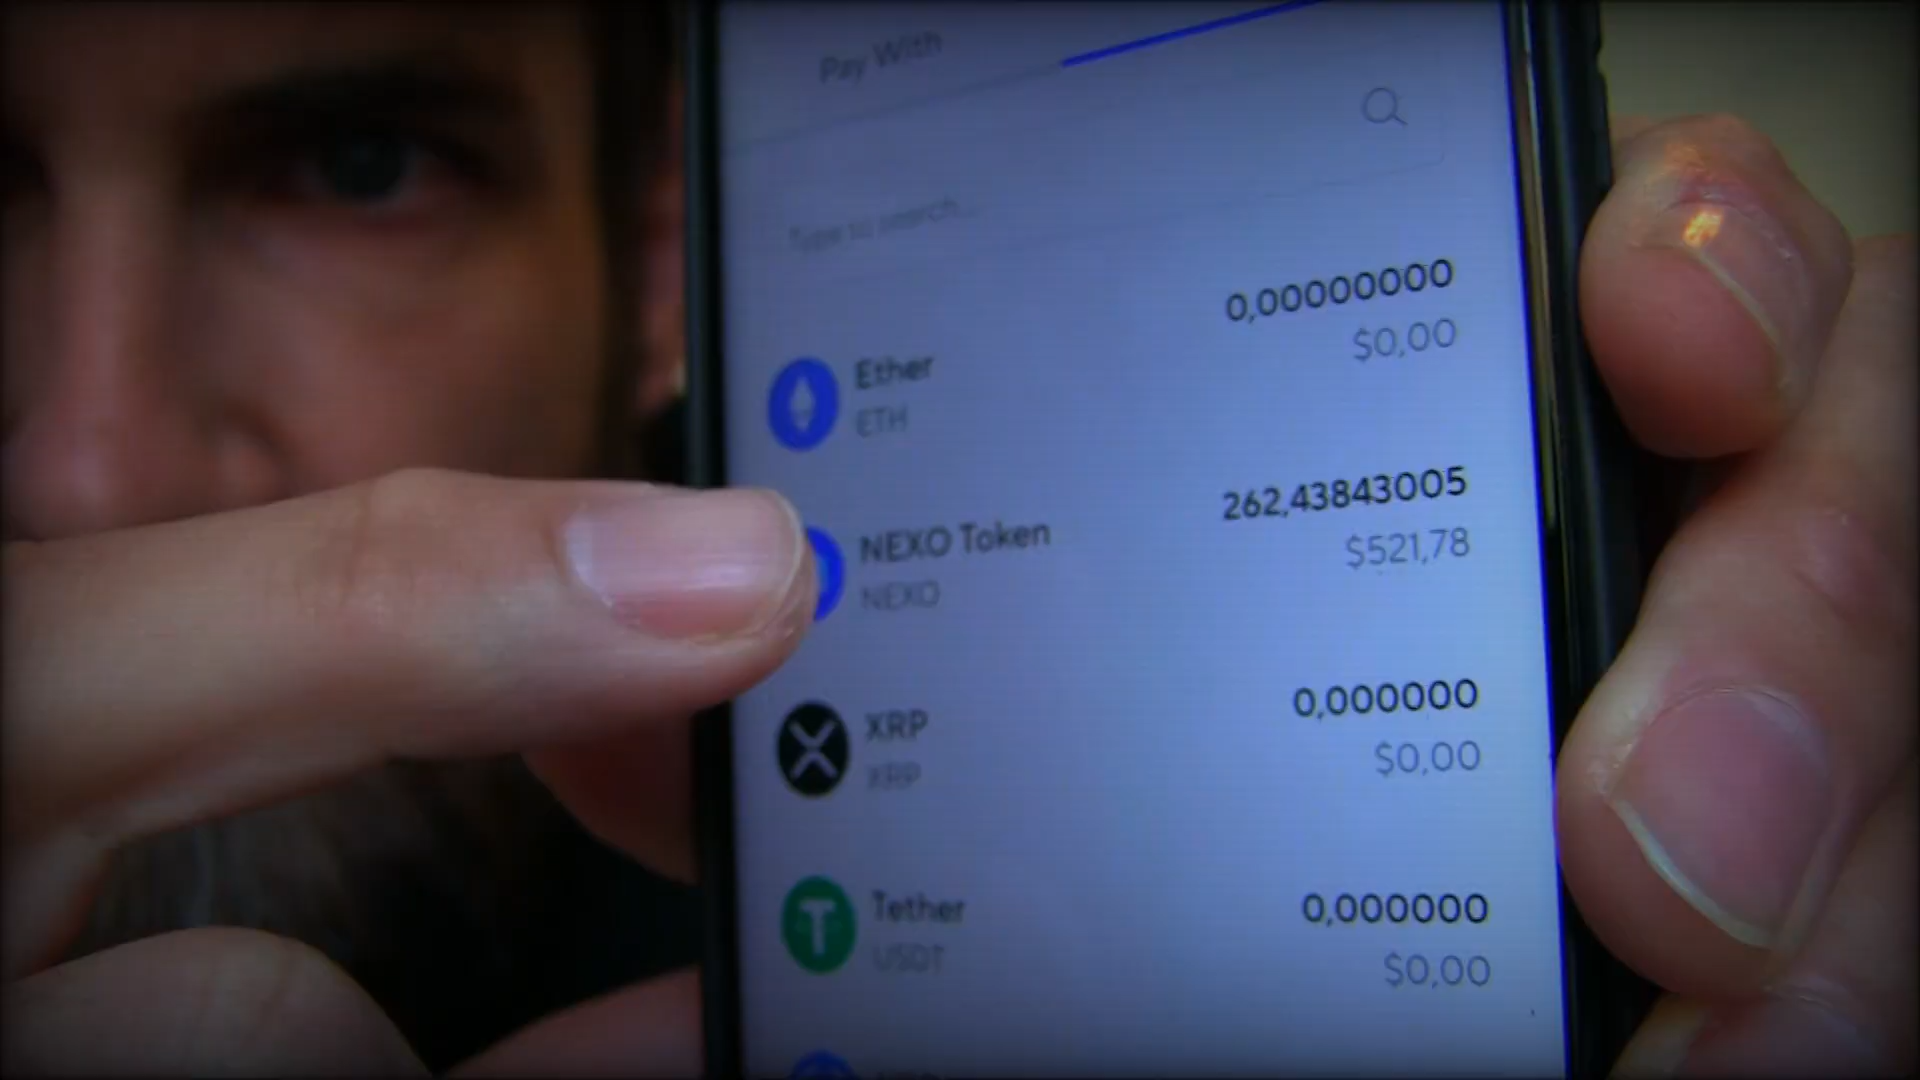 Pay With
Type to search...
0,00000000
$0,00
Ether
ETH
262,43843005
$521,78
NEXO Token
NEXO
0,000000
$0,00
XRP
XRP
0,000000
$0,00
Tether
USDT